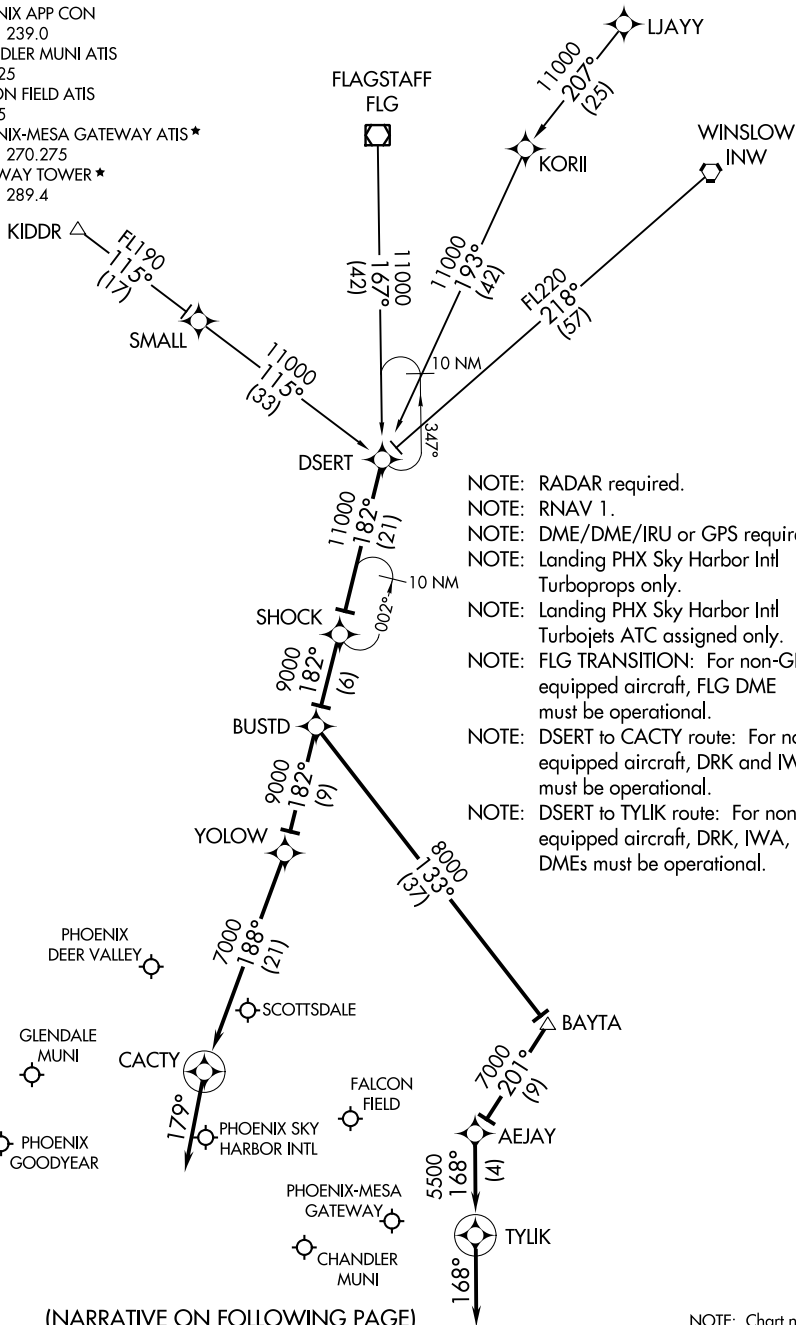 NIX APP CON
239.0
DLER MUNI ATIS
25
ON FIELD ATIS
5
NIX-MESA GATEWAY ATIS★
270.275
WAY TOWER★
289.4
LJAYY
11000
207°
(25)
FLAGSTAFF
FLG
KORII
WINSLOW
INW
KIDDR
FL190
115°
(17)
SMALL
11000
115°
(33)
11000
167°
(42)
11000
193°
(42)
FL220
218°
(57)
10 NM
347°
DSERT
11000
182°
(21)
10 NM
002°
SHOCK
9000
182°
(6)
BUSTD
NOTE: RADAR required.
NOTE: RNAV 1.
NOTE: DME/DME/IRU or GPS require
NOTE: Landing PHX Sky Harbor Intl
Turboprops only.
NOTE: Landing PHX Sky Harbor Intl
Turbojets ATC assigned only.
NOTE: FLG TRANSITION: For non-G
equipped aircraft, FLG DME
must be operational.
NOTE: DSERT to CACTY route: For no
equipped aircraft, DRK and IW
must be operational.
NOTE: DSERT to TYLIK route: For non
equipped aircraft, DRK, IWA,
DMEs must be operational.
9000
182°
(9)
YOLOW
8000
133°
(37)
7000
188°
(21)
PHOENIX
DEER VALLEY
SCOTTSDALE
BAYTA
GLENDALE
MUNI
CACTY
179°
7000
201°
(9)
FALCON
FIELD
PHOENIX SKY
HARBOR INTL
AEJAY
PHOENIX
GOODYEAR
5500
168°
(4)
PHOENIX-MESA
GATEWAY
TYLIK
CHANDLER
MUNI
168°
(NARRATIVE ON FOLLOWING PAGE)
NOTE: Chart n